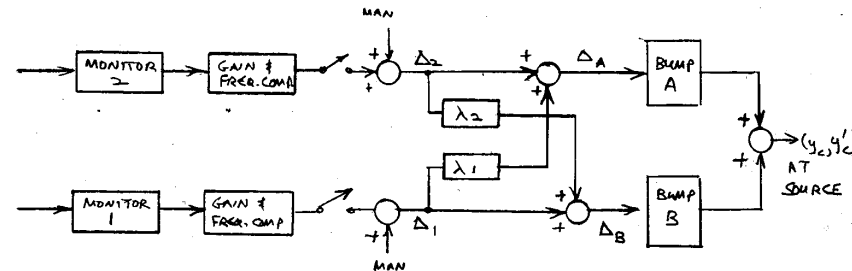 MAN
MONITOR
2
GAIN &
FREQ. COMP.
+
+
Δ2
+
+
ΔA
BUMP
A
λ2
λ1
+
+
(yc, y'c)
AT
SOURCE
MONITOR
1
GAIN &
FREQ. COMP
+
Δ1
+
+
ΔB
BUMP
B
MAN